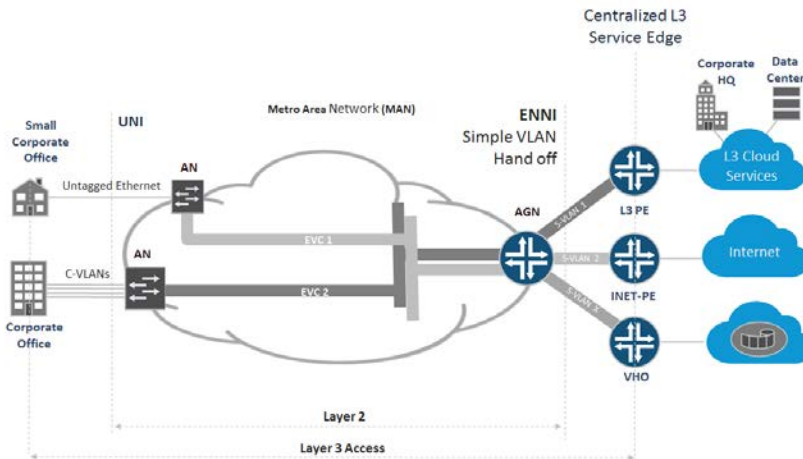 Centralized L3
Service Edge
Corporate
HQ
Data
Center
UNI
Metro Area Network (MAN)
ENNI
Simple VLAN
Hand off
Small
Corporate
Office
AN
Untagged Ethernet
L3 Cloud
Services
L3 PE
AGN
S-VLAN 1
EVC 1
AN
C-VLANs
S-VLAN 2
Internet
EVC 2
INET-PE
S-VLAN X
Corporate
Office
VHO
Layer 2
Layer 3 Access